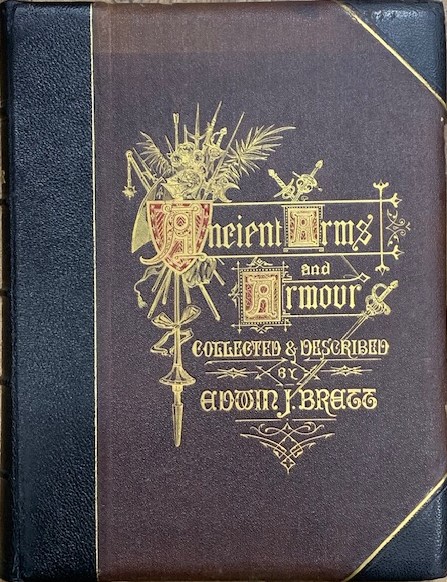 Ancient Arms
and
Armour
COLLECTED & DESCRIBED
BY
EDWIN J. BRETT